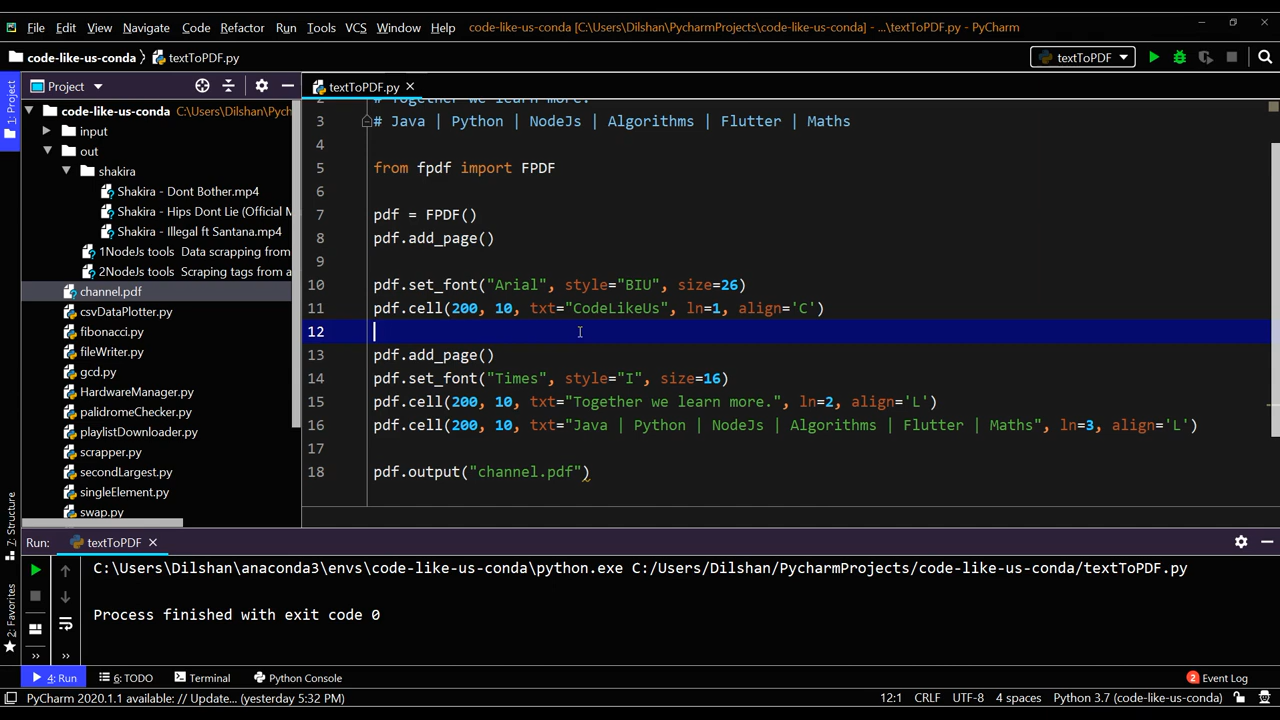 File Edit View Navigate Code Refactor Run Tools VCS Window Help code-like-us-conda [C:\Users\Dilshan\PycharmProjects\code-like-us-conda] - ...\textToPDF.py - PyCharm
code-like-us-conda textToPDF.py textToPDF
1: Project
Project
textToPDF.py
code-like-us-conda C:\Users\Dilshan\Pycharm
input
out
shakira
Shakira - Dont Bother.mp4
Shakira - Hips Dont Lie (Official M
Shakira - Illegal ft Santana.mp4
1NodeJs tools Data scrapping from
2NodeJs tools Scraping tags from a
channel.pdf
csvDataPlotter.py
fibonacci.py
fileWriter.py
gcd.py
HardwareManager.py
palidromeChecker.py
playlistDownloader.py
scrapper.py
secondLargest.py
singleElement.py
swap.py
2 # Together we learn more.
3 # Java | Python | NodeJs | Algorithms | Flutter | Maths
4
5 from fpdf import FPDF
6
7 pdf = FPDF()
8 pdf.add_page()
9
10 pdf.set_font("Arial", style="BIU", size=26)
11 pdf.cell(200, 10, txt="CodeLikeUs", ln=1, align='C')
12
13 pdf.add_page()
14 pdf.set_font("Times", style="I", size=16)
15 pdf.cell(200, 10, txt="Together we learn more.", ln=2, align='L')
16 pdf.cell(200, 10, txt="Java | Python | NodeJs | Algorithms | Flutter | Maths", ln=3, align='L')
17
18 pdf.output("channel.pdf")
7: Structure
2: Favorites
Run: textToPDF
C:\Users\Dilshan\anaconda3\envs\code-like-us-conda\python.exe C:/Users/Dilshan/PycharmProjects/code-like-us-conda/textToPDF.py
Process finished with exit code 0
4: Run 6: TODO Terminal Python Console 2 Event Log
PyCharm 2020.1.1 available: // Update... (yesterday 5:32 PM) 12:1 CRLF UTF-8 4 spaces Python 3.7 (code-like-us-conda)